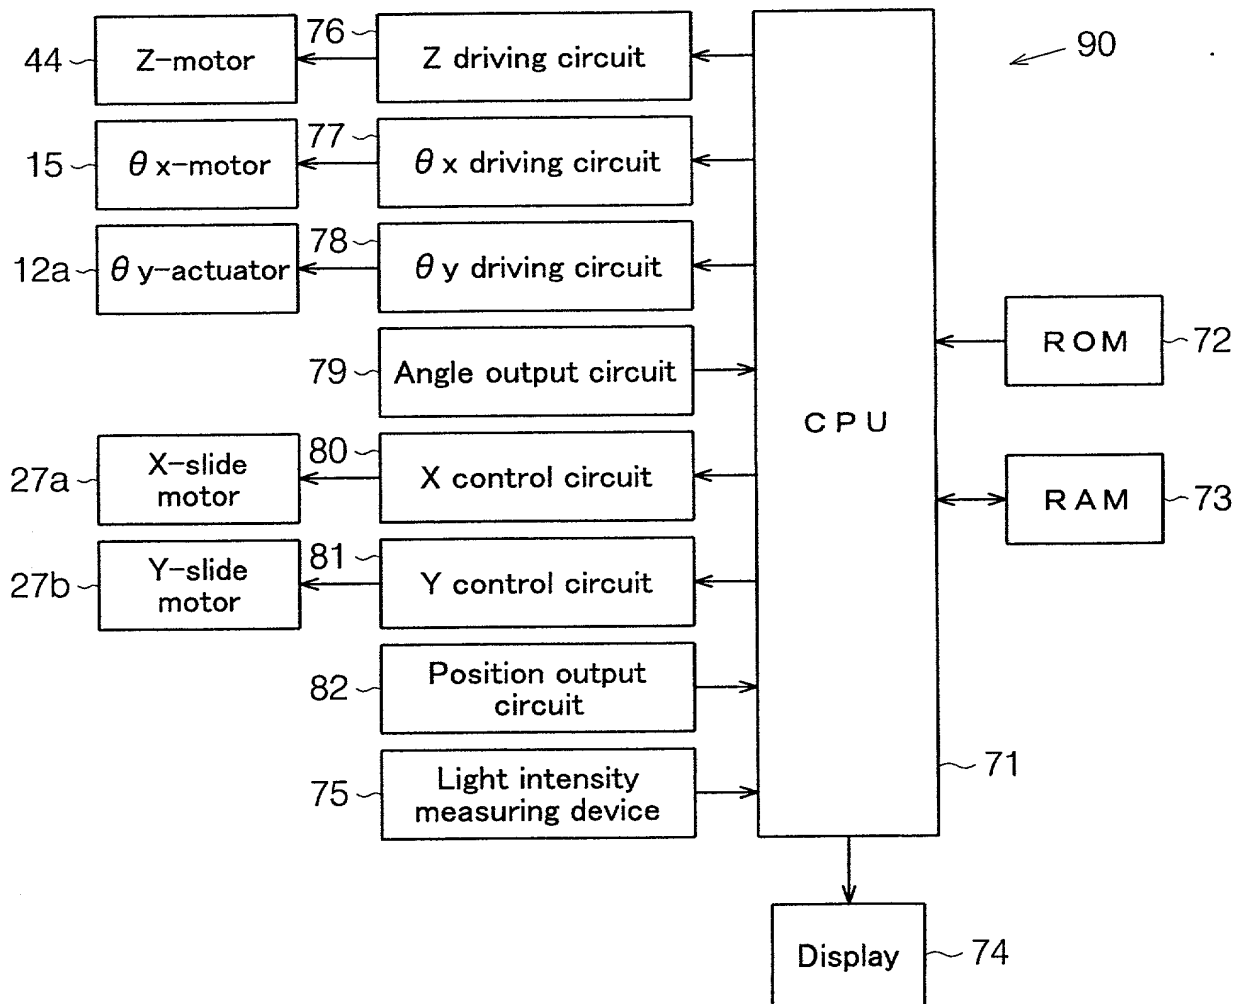 76
90
44
Z-motor
Z driving circuit
77
15
θ x-motor
θ x driving circuit
78
12a
θ y-actuator
θ y driving circuit
ROM
72
79
Angle output circuit
CPU
80
27a
X-slide
motor
X control circuit
RAM
73
81
27b
Y-slide
motor
Y control circuit
82
Position output
circuit
75
Light intensity
measuring device
71
Display
74